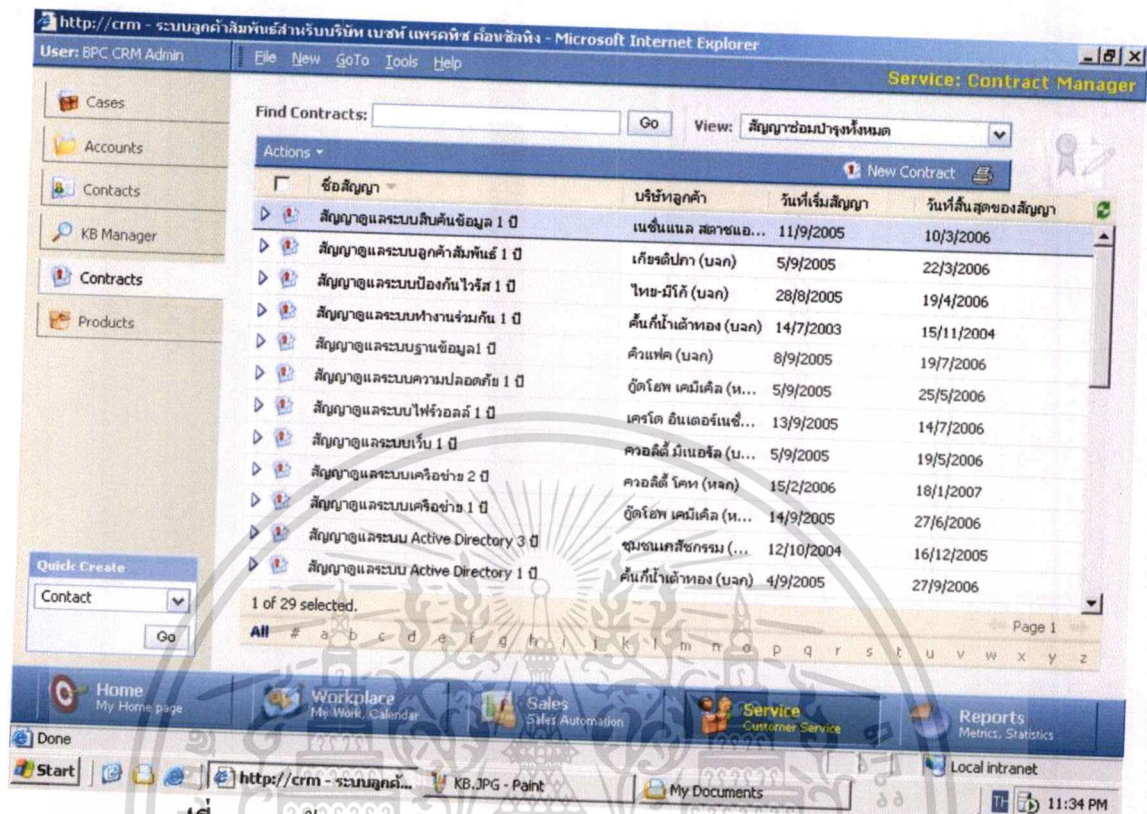 http://crm - ระบบลูกค้าสัมพันธ์สำหรับบริษัท เบซท์ แพรคทิซ ค็อนซัลทิง - Microsoft Internet Explorer
User: BPC CRM Admin File New GoTo Tools Help
Service: Contract Manager
Cases
Accounts
Contacts
KB Manager
Contracts
Products
Find Contracts: Go View: สัญญาซ่อมบำรุงทั้งหมด
Actions New Contract
ชื่อสัญญา บริษัทลูกค้า วันที่เริ่มสัญญา วันที่สิ้นสุดของสัญญา
สัญญาดูแลระบบสืบค้นข้อมูล 1 ปี เนชั่นแนล สตาชแอ... 11/9/2005 10/3/2006
สัญญาดูแลระบบลูกค้าสัมพันธ์ 1 ปี เกียรติปกา (บจก) 5/9/2005 22/3/2006
สัญญาดูแลระบบป้องกันไวรัส 1 ปี ไทย-มีโก้ (บจก) 28/8/2005 19/4/2006
สัญญาดูแลระบบทำงานร่วมกัน 1 ปี คั้นกี่น้ำเต้าทอง (บจก) 14/7/2003 15/11/2004
สัญญาดูแลระบบฐานข้อมูล1 ปี คิวแฟค (บจก) 8/9/2005 19/7/2006
สัญญาดูแลระบบความปลอดภัย 1 ปี กู๊ดโฮพ เคมีเคิล (ห... 5/9/2005 25/5/2006
สัญญาดูแลระบบไฟร์วอลล์ 1 ปี เครโด อินเตอร์เนชั่... 13/9/2005 14/7/2006
สัญญาดูแลระบบเว็บ 1 ปี ควอลิตี้ มิเนอรัล (บ... 5/9/2005 19/5/2006
สัญญาดูแลระบบเครือข่าย 2 ปี ควอลิตี้ โคท (หจก) 15/2/2006 18/1/2007
สัญญาดูแลระบบเครือข่าย 1 ปี กู๊ดโฮพ เคมีเคิล (ห... 14/9/2005 27/6/2006
สัญญาดูแลระบบ Active Directory 3 ปี ชุมชนเภสัชกรรม (... 12/10/2004 16/12/2005
สัญญาดูแลระบบ Active Directory 1 ปี คั้นกี่น้ำเต้าทอง (บจก) 4/9/2005 27/9/2006
1 of 29 selected.
Page 1
All # a b c d e f g h i j k l m n o p q r s t u v w x y z
Quick Create
Contact
Go
Home
My Home page
Workplace
My Work, Calendar
Sales
Sales Automation
Service
Customer Service
Reports
Metrics, Statistics
Done Local intranet
Start http://crm - ระบบลูกค้... KB.JPG - Paint My Documents TH 11:34 PM